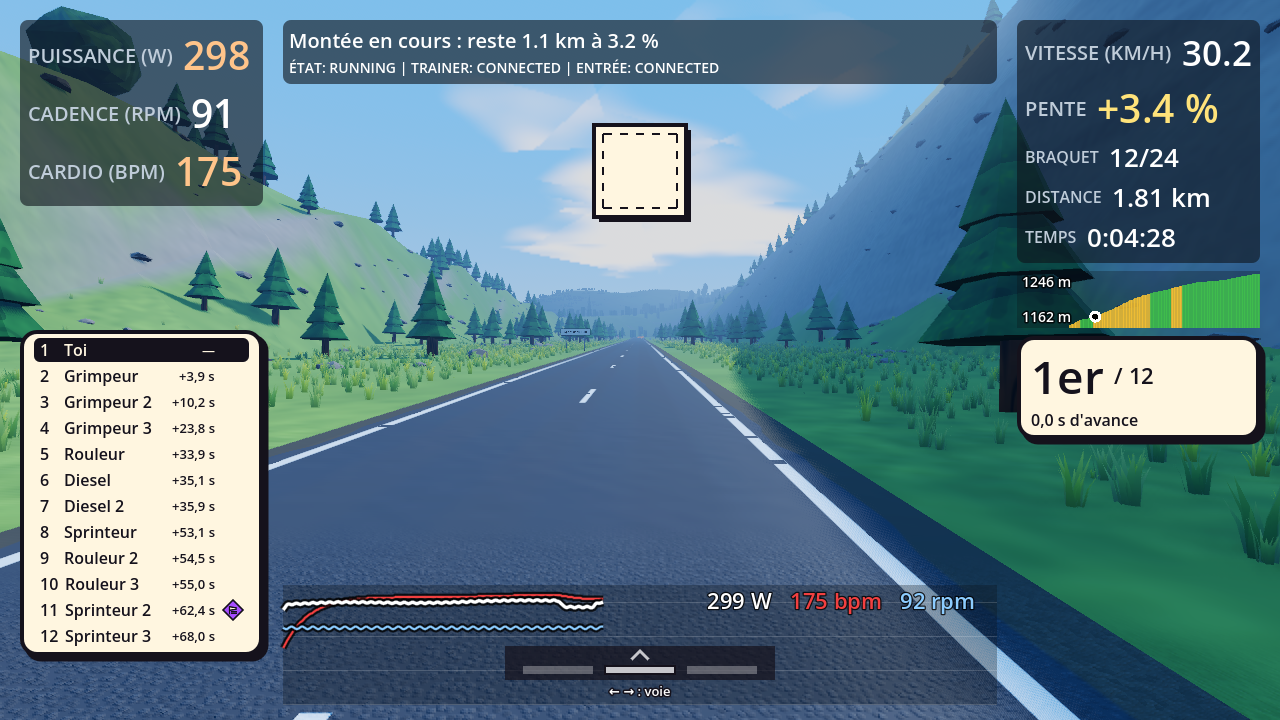 PUISSANCE (W) 298
CADENCE (RPM) 91
CARDIO (BPM) 175
Montée en cours : reste 1.1 km à 3.2 %
ÉTAT: RUNNING | TRAINER: CONNECTED | ENTRÉE: CONNECTED
VITESSE (KM/H) 30.2
PENTE +3.4 %
BRAQUET 12/24
DISTANCE 1.81 km
TEMPS 0:04:28
1246 m
1162 m
1er / 12
0,0 s d'avance
1 Toi —
2 Grimpeur +3,9 s
3 Grimpeur 2 +10,2 s
4 Grimpeur 3 +23,8 s
5 Rouleur +33,9 s
6 Diesel +35,1 s
7 Diesel 2 +35,9 s
8 Sprinteur +53,1 s
9 Rouleur 2 +54,5 s
10 Rouleur 3 +55,0 s
11 Sprinteur 2 +62,4 s
12 Sprinteur 3 +68,0 s
299 W 175 bpm 92 rpm
← → : voie